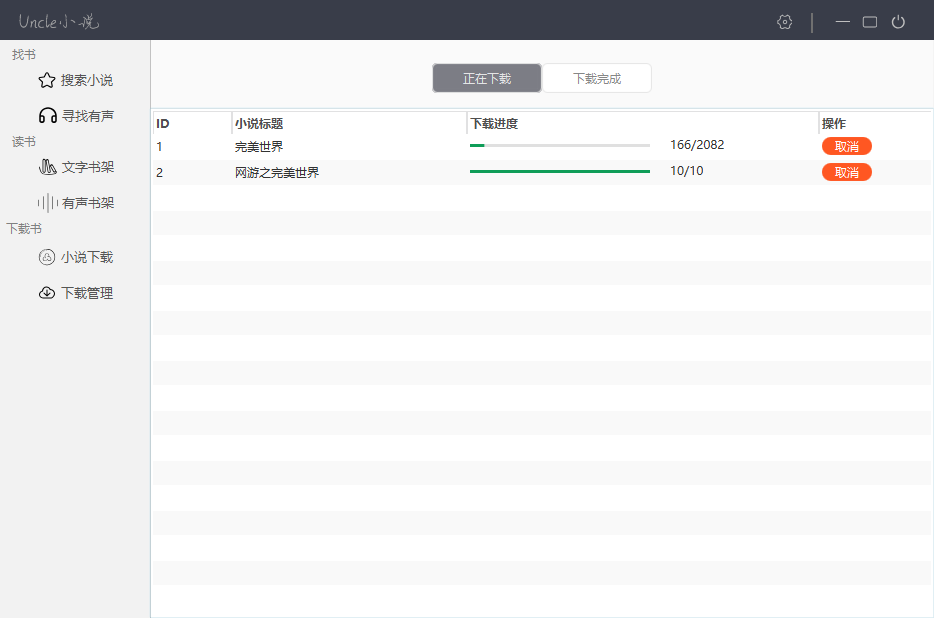 Uncle小说
找书
搜索小说
寻找有声
读书
文字书架
有声书架
下载书
小说下载
下载管理
正在下载 下载完成
ID 小说标题 下载进度 操作
1 完美世界 166/2082 取消
2 网游之完美世界 10/10 取消